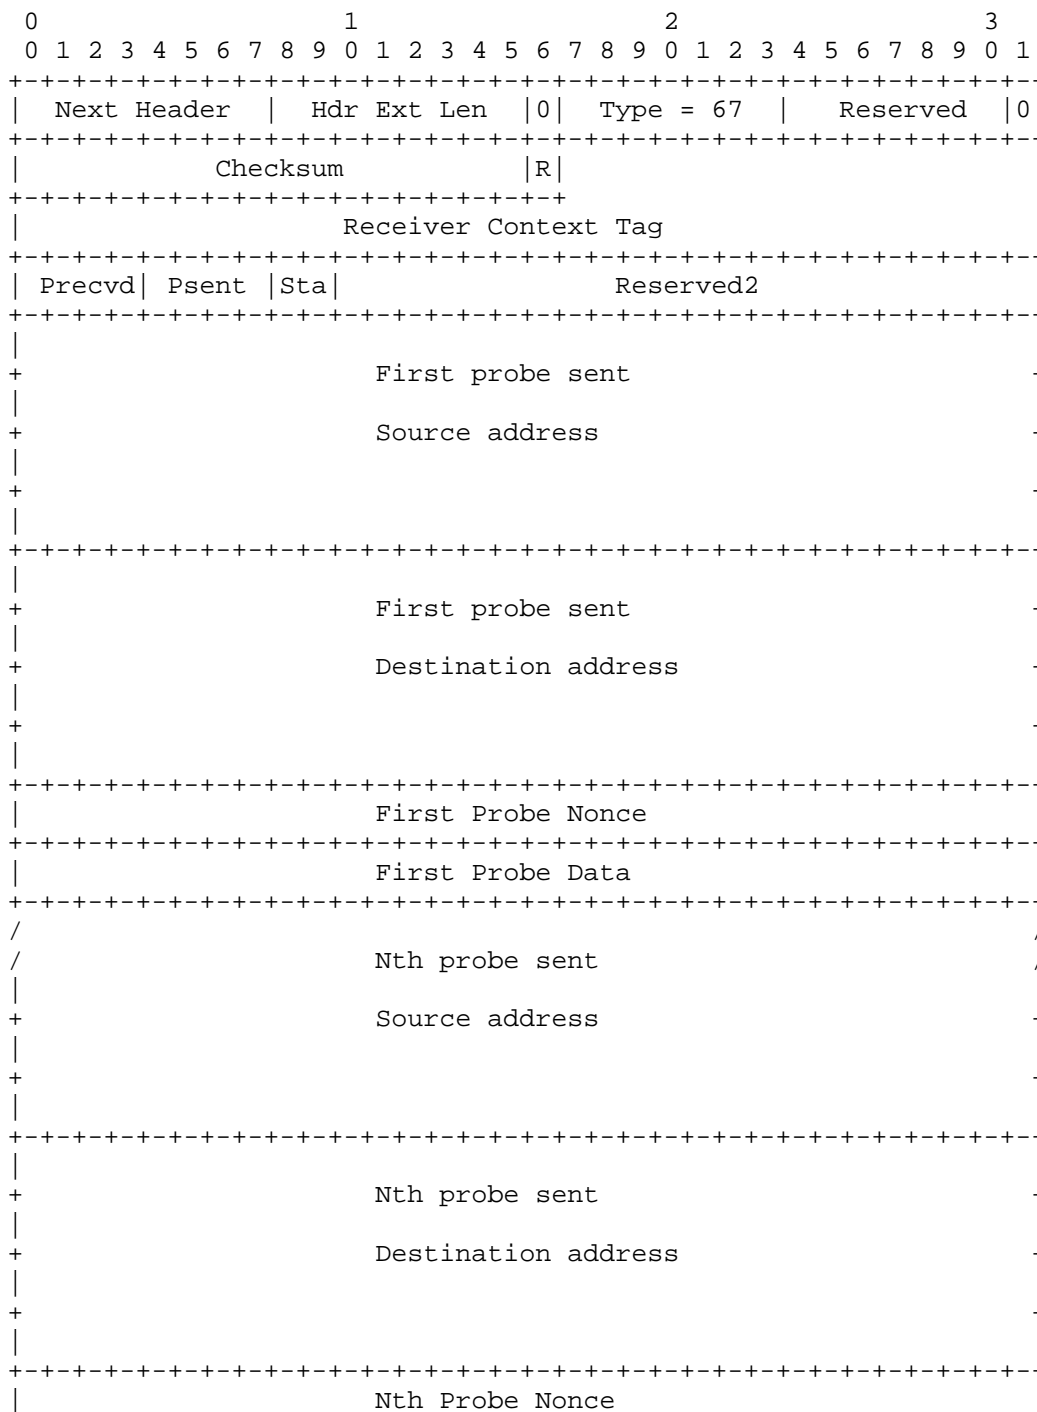 0                   1                   2                   3
 0 1 2 3 4 5 6 7 8 9 0 1 2 3 4 5 6 7 8 9 0 1 2 3 4 5 6 7 8 9 0 1
+-+-+-+-+-+-+-+-+-+-+-+-+-+-+-+-+-+-+-+-+-+-+-+-+-+-+-+-+-+-+-+--
|  Next Header  |  Hdr Ext Len  |0|  Type = 67  |   Reserved  |0
+-+-+-+-+-+-+-+-+-+-+-+-+-+-+-+-+-+-+-+-+-+-+-+-+-+-+-+-+-+-+-+--
|            Checksum           |R|
+-+-+-+-+-+-+-+-+-+-+-+-+-+-+-+-+-+
|                    Receiver Context Tag
+-+-+-+-+-+-+-+-+-+-+-+-+-+-+-+-+-+-+-+-+-+-+-+-+-+-+-+-+-+-+-+--
| Precvd| Psent |Sta|                 Reserved2
+-+-+-+-+-+-+-+-+-+-+-+-+-+-+-+-+-+-+-+-+-+-+-+-+-+-+-+-+-+-+-+--
|
+                      First probe sent                         -
|
+                      Source address                           -
|
+                                                               -
|
+-+-+-+-+-+-+-+-+-+-+-+-+-+-+-+-+-+-+-+-+-+-+-+-+-+-+-+-+-+-+-+--
|
+                      First probe sent                         -
|
+                      Destination address                      -
|
+                                                               -
|
+-+-+-+-+-+-+-+-+-+-+-+-+-+-+-+-+-+-+-+-+-+-+-+-+-+-+-+-+-+-+-+--
|                      First Probe Nonce
+-+-+-+-+-+-+-+-+-+-+-+-+-+-+-+-+-+-+-+-+-+-+-+-+-+-+-+-+-+-+-+--
|                      First Probe Data
+-+-+-+-+-+-+-+-+-+-+-+-+-+-+-+-+-+-+-+-+-+-+-+-+-+-+-+-+-+-+-+--
/                                                               /
/                      Nth probe sent                           /
|
+                      Source address                           -
|
+                                                               -
|
+-+-+-+-+-+-+-+-+-+-+-+-+-+-+-+-+-+-+-+-+-+-+-+-+-+-+-+-+-+-+-+--
|
+                      Nth probe sent                           -
|
+                      Destination address                      -
|
+                                                               -
|
+-+-+-+-+-+-+-+-+-+-+-+-+-+-+-+-+-+-+-+-+-+-+-+-+-+-+-+-+-+-+-+--
|                      Nth Probe Nonce